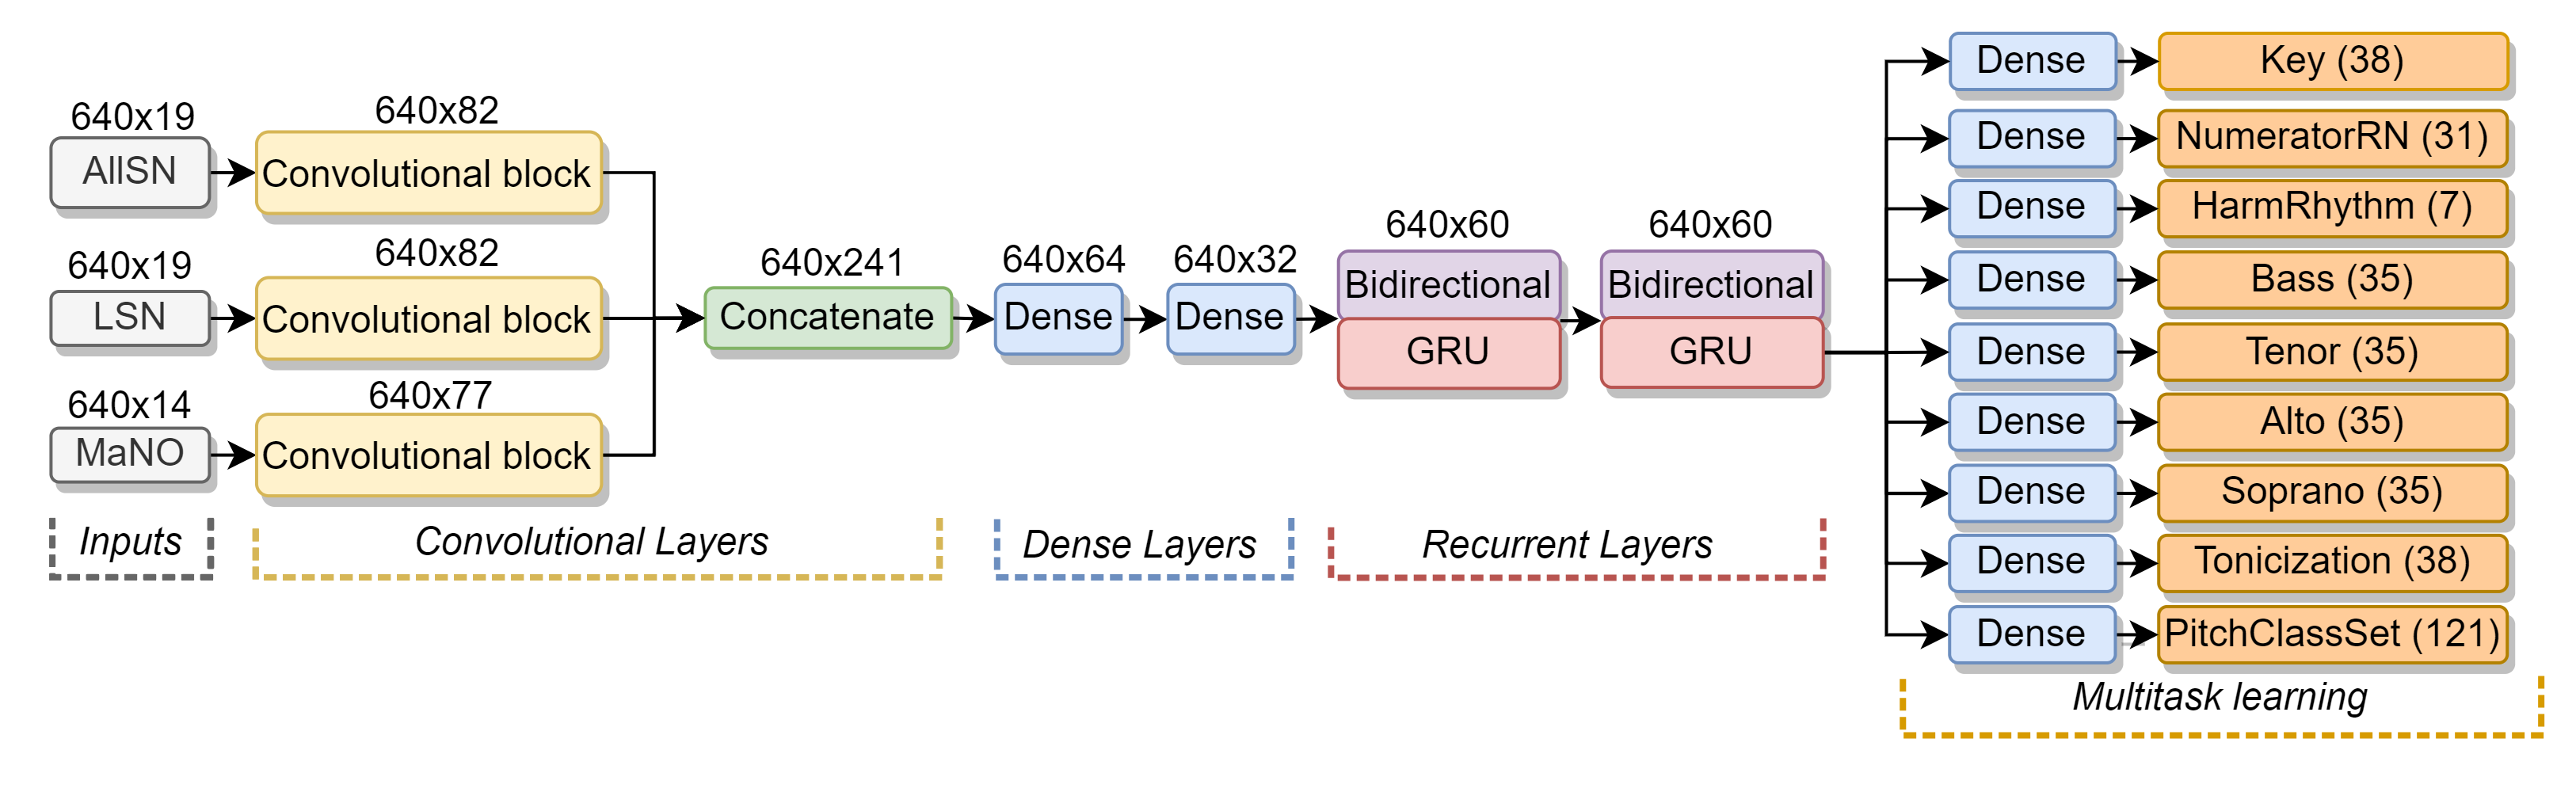 640x19
AllSN
640x82
Convolutional block
640x19
LSN
640x82
Convolutional block
640x14
MaNO
640x77
Convolutional block
640x241
Concatenate
640x64
Dense
640x32
Dense
640x60
Bidirectional
GRU
640x60
Bidirectional
GRU
Dense
Key (38)
Dense
NumeratorRN (31)
Dense
HarmRhythm (7)
Dense
Bass (35)
Dense
Tenor (35)
Dense
Alto (35)
Dense
Soprano (35)
Dense
Tonicization (38)
Dense
PitchClassSet (121)
Inputs
Convolutional Layers
Dense Layers
Recurrent Layers
Multitask learning